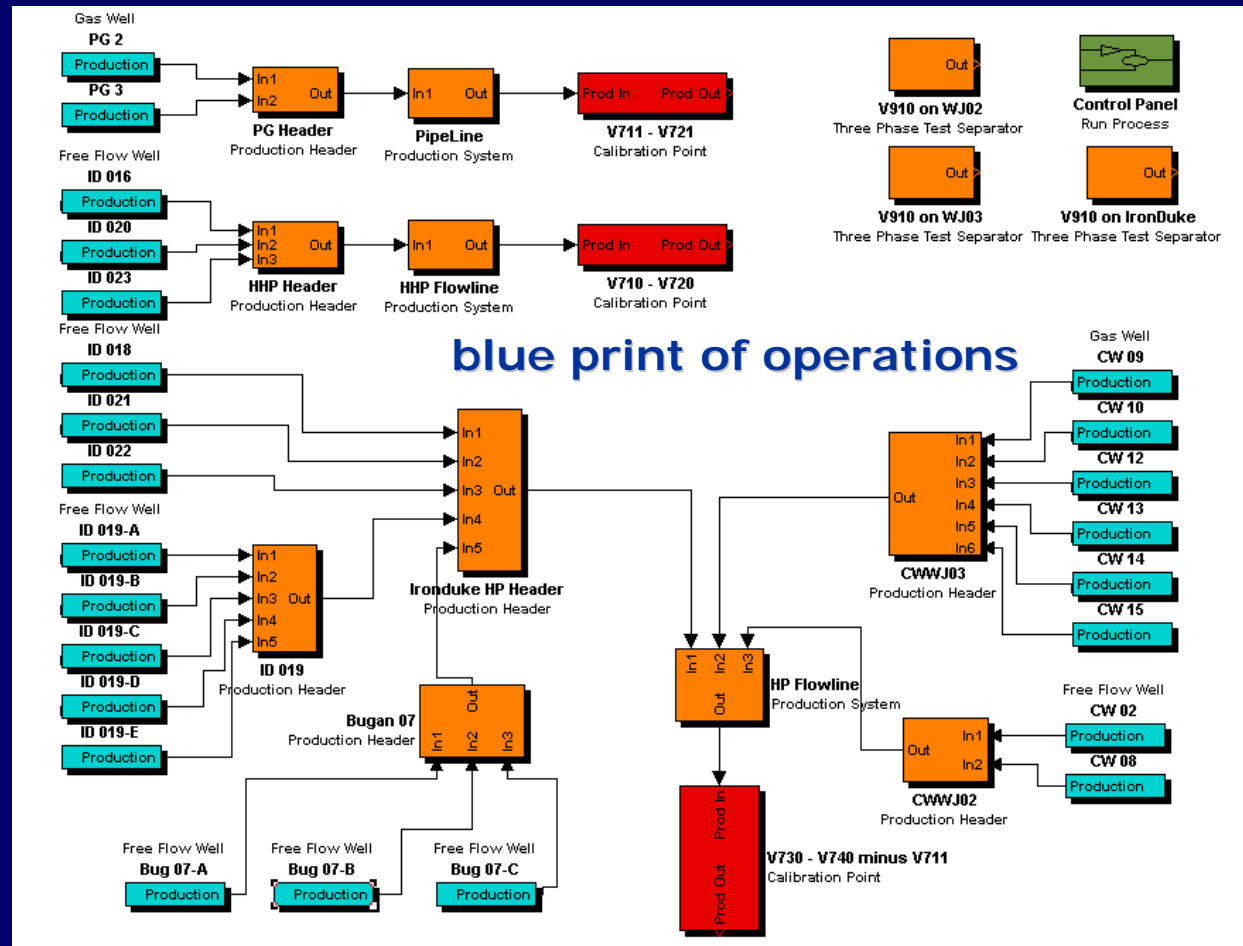 Gas Well
PG 2
Production
PG 3
Production
In1
In2
Out
PG Header
Production Header
In1
Out
PipeLine
Production System
Prod In
Prod Out
V711 - V721
Calibration Point
Out
V910 on WJ02
Three Phase Test Separator
Control Panel
Run Process
Out
V910 on WJ03
Three Phase Test Separator
Out
V910 on IronDuke
Three Phase Test Separator
Free Flow Well
ID 016
Production
ID 020
Production
ID 023
Production
In1
In2
In3
Out
HHP Header
Production Header
In1
Out
HHP Flowline
Production System
Prod In
Prod Out
V710 - V720
Calibration Point
blue print of operations
Free Flow Well
ID 018
Production
ID 021
Production
ID 022
Production
Free Flow Well
ID 019-A
Production
ID 019-B
Production
ID 019-C
Production
ID 019-D
Production
ID 019-E
Production
In1
In2
In3
In4
In5
Out
ID 019
Production Header
In1
In2
In3
In4
In5
Out
Ironduke HP Header
Production Header
Bugan 07
Production Header
Out
In1
In2
In3
Free Flow Well
Bug 07-A
Production
Free Flow Well
Bug 07-B
Production
Free Flow Well
Bug 07-C
Production
Gas Well
CW 09
Production
CW 10
Production
CW 12
Production
CW 13
Production
CW 14
Production
CW 15
Production
In1
In2
In3
In4
In5
In6
Out
CWWJ03
Production Header
In1
In2
In3
Out
HP Flowline
Production System
Free Flow Well
CW 02
Production
CW 08
Production
In1
In2
Out
CWWJ02
Production Header
Prod In
Prod Out
V730 - V740 minus V711
Calibration Point